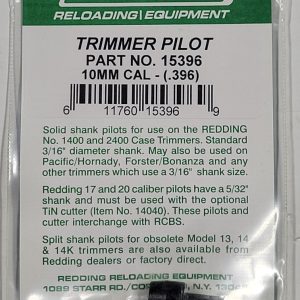 RELOADING EQUIPMENT
TRIMMER PILOT
PART NO. 15396
10MM CAL - (.396)
6 11760 15396 9
Solid shank pilots for use on the REDDING
No. 1400 and 2400 Case Trimmers. Standard
3/16" diameter shank. May also be used on
Pacific/Hornady, Forster/Bonanza and any
other trimmers which use a 3/16" shank size.
Redding 17 and 20 caliber pilots have a 5/32"
shank and must be used with the optional
TiN cutter (Item No. 14040). These pilots and
cutter interchange with RCBS.
Split shank pilots for obsolete Model 13, 14
& 14K trimmers are also available from
Redding dealers or factory direct.
REDDING RELOADING EQUIPMENT
1089 STARR RD./ N.Y.